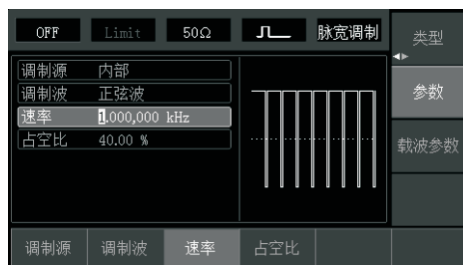 OFF Limit 50Ω 脉宽调制 类型
调制源 内部
调制波 正弦波
速率 1.000,000 kHz
占空比 40.00 %
参数
载波参数
调制源 调制波 速率 占空比